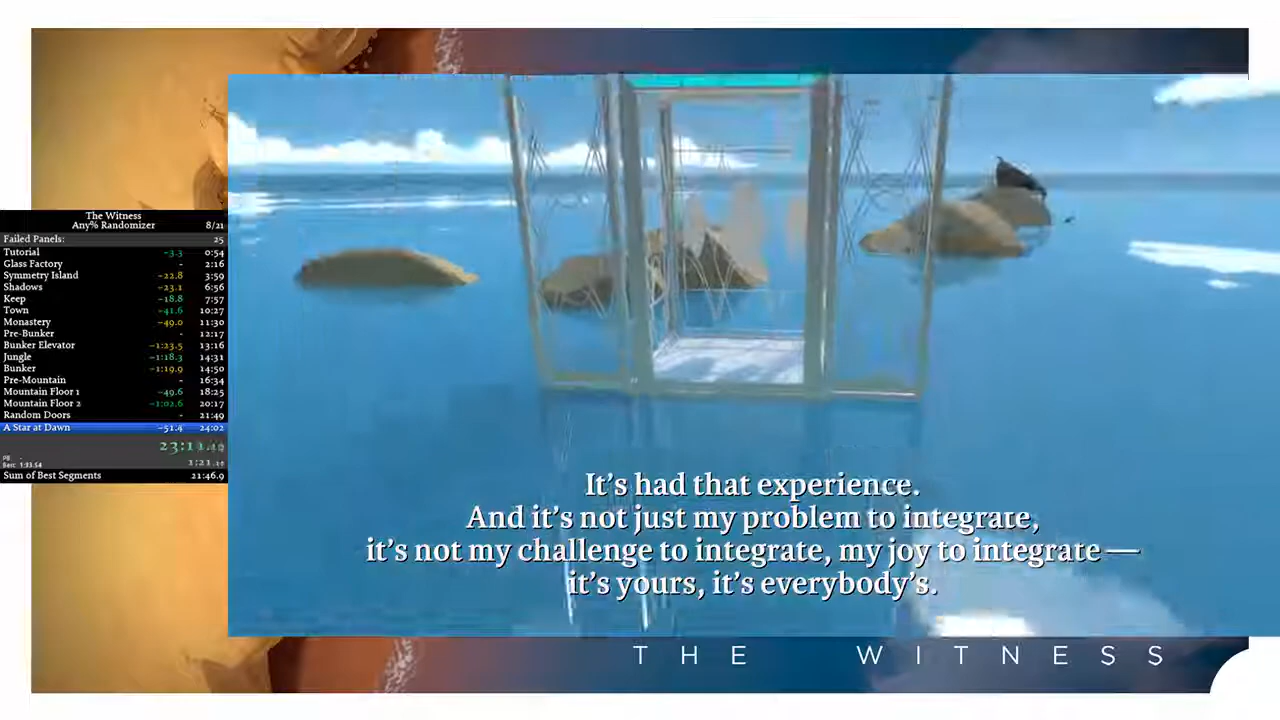 The Witness
Any% Randomizer 8/21
Failed Panels: 25
Tutorial -3.3 0:54
Glass Factory - 2:16
Symmetry Island -22.8 3:59
Shadows -23.1 6:56
Keep -18.8 7:57
Town -41.6 10:27
Monastery -49.0 11:30
Pre-Bunker - 12:17
Bunker Elevator -1:23.5 13:16
Jungle -1:18.3 14:31
Bunker -1:19.9 14:50
Pre-Mountain - 16:34
Mountain Floor 1 -49.6 18:25
Mountain Floor 2 -1:02.6 20:17
Random Doors - 21:49
A Star at Dawn -51.4 24:02
Sum of Best Segments 21:46.9
It's had that experience.
And it's not just my problem to integrate,
it's not my challenge to integrate, my joy to integrate —
it's yours, it's everybody's.
THE WITNESS